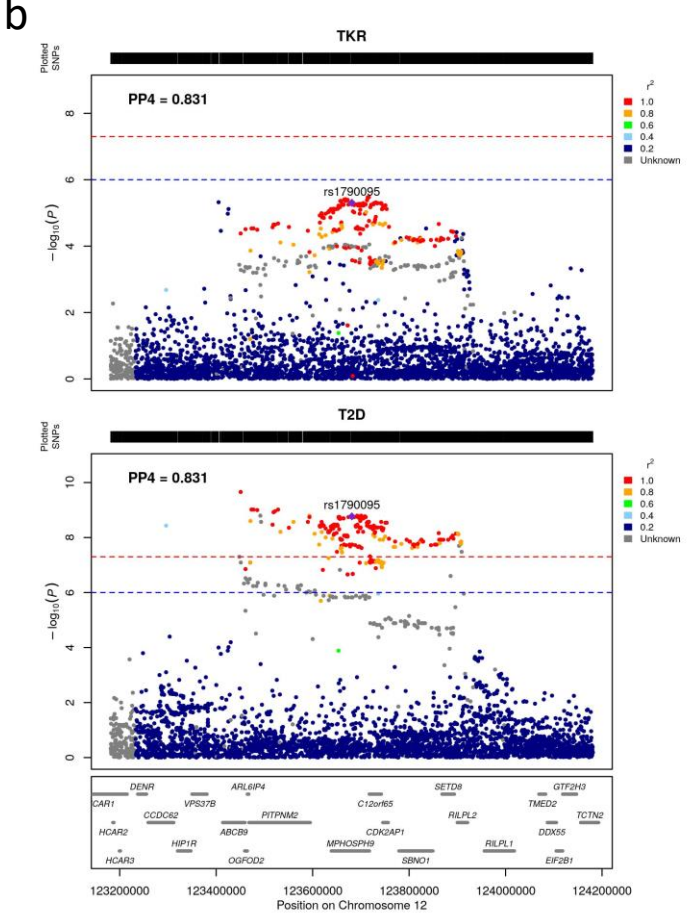 b
TKR
Plotted
SNPs
PP4 = 0.831
r²
1.0
0.8
0.6
0.4
0.2
Unknown
rs1790095
8
6
4
2
0
−log10(P)
T2D
Plotted
SNPs
PP4 = 0.831
r²
1.0
0.8
0.6
0.4
0.2
Unknown
rs1790095
10
8
6
4
2
0
−log10(P)
DENR ARL6IP4 SETD8 GTF2H3
CAR1 VPS37B C12orf65 TMED2
CCDC62 PITPNM2 RILPL2 TCTN2
HCAR2 ABCB9 CDK2AP1 DDX55
HIP1R MPHOSPH9 RILPL1
HCAR3 OGFOD2 SBNO1 EIF2B1
123200000 123400000 123600000 123800000 124000000 124200000
Position on Chromosome 12